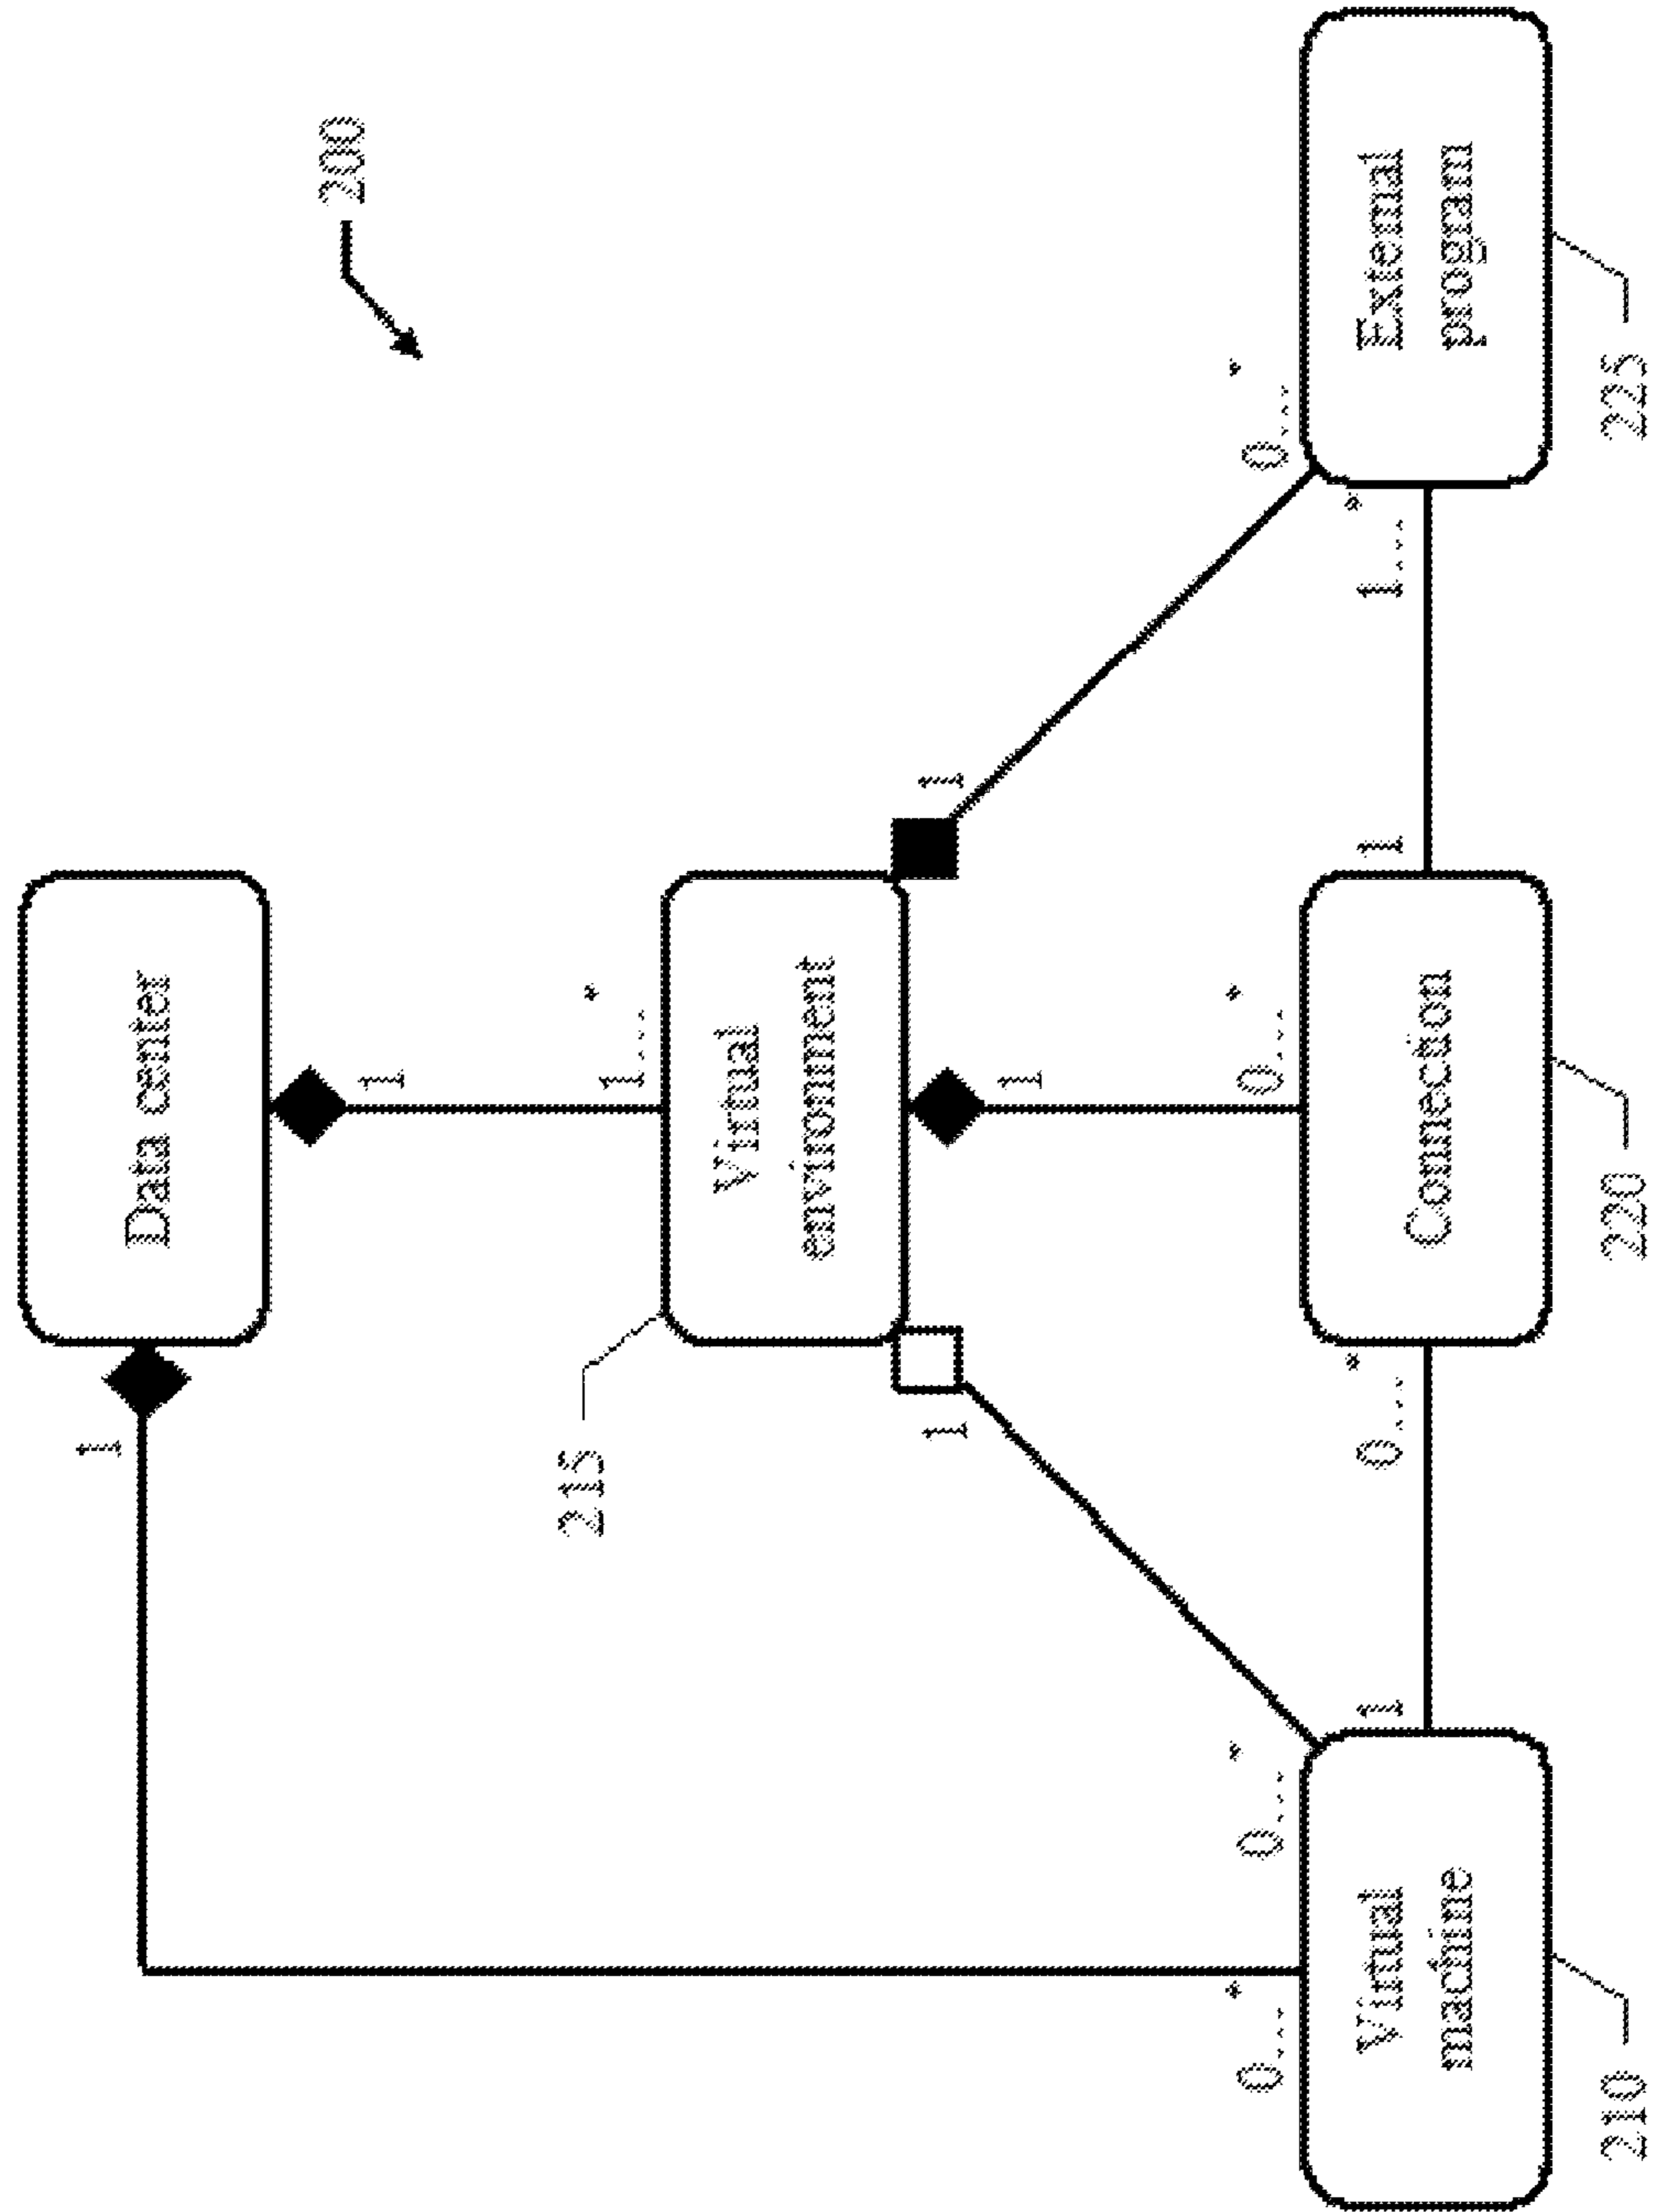 1
Data center
200
1
215
1...*
Virtual
environment
1
1
1
0...*
0...*
0...*
0...*
Virtual
machine
1
0...*
Connection
1
1...*
External
program
210
220
225